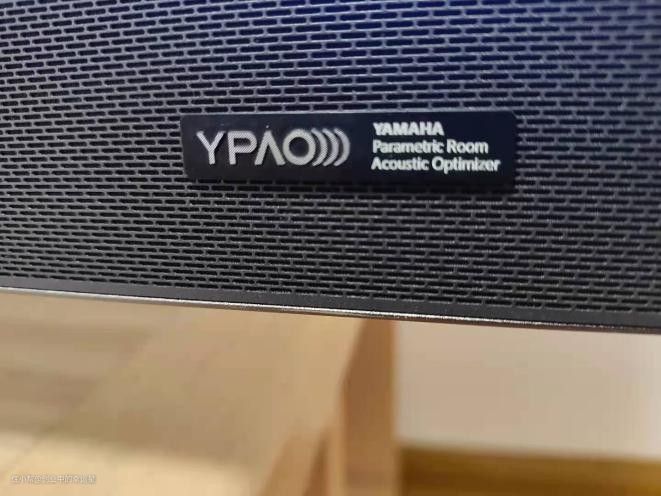 YPAO
YAMAHA
Parametric Room
Acoustic Optimizer